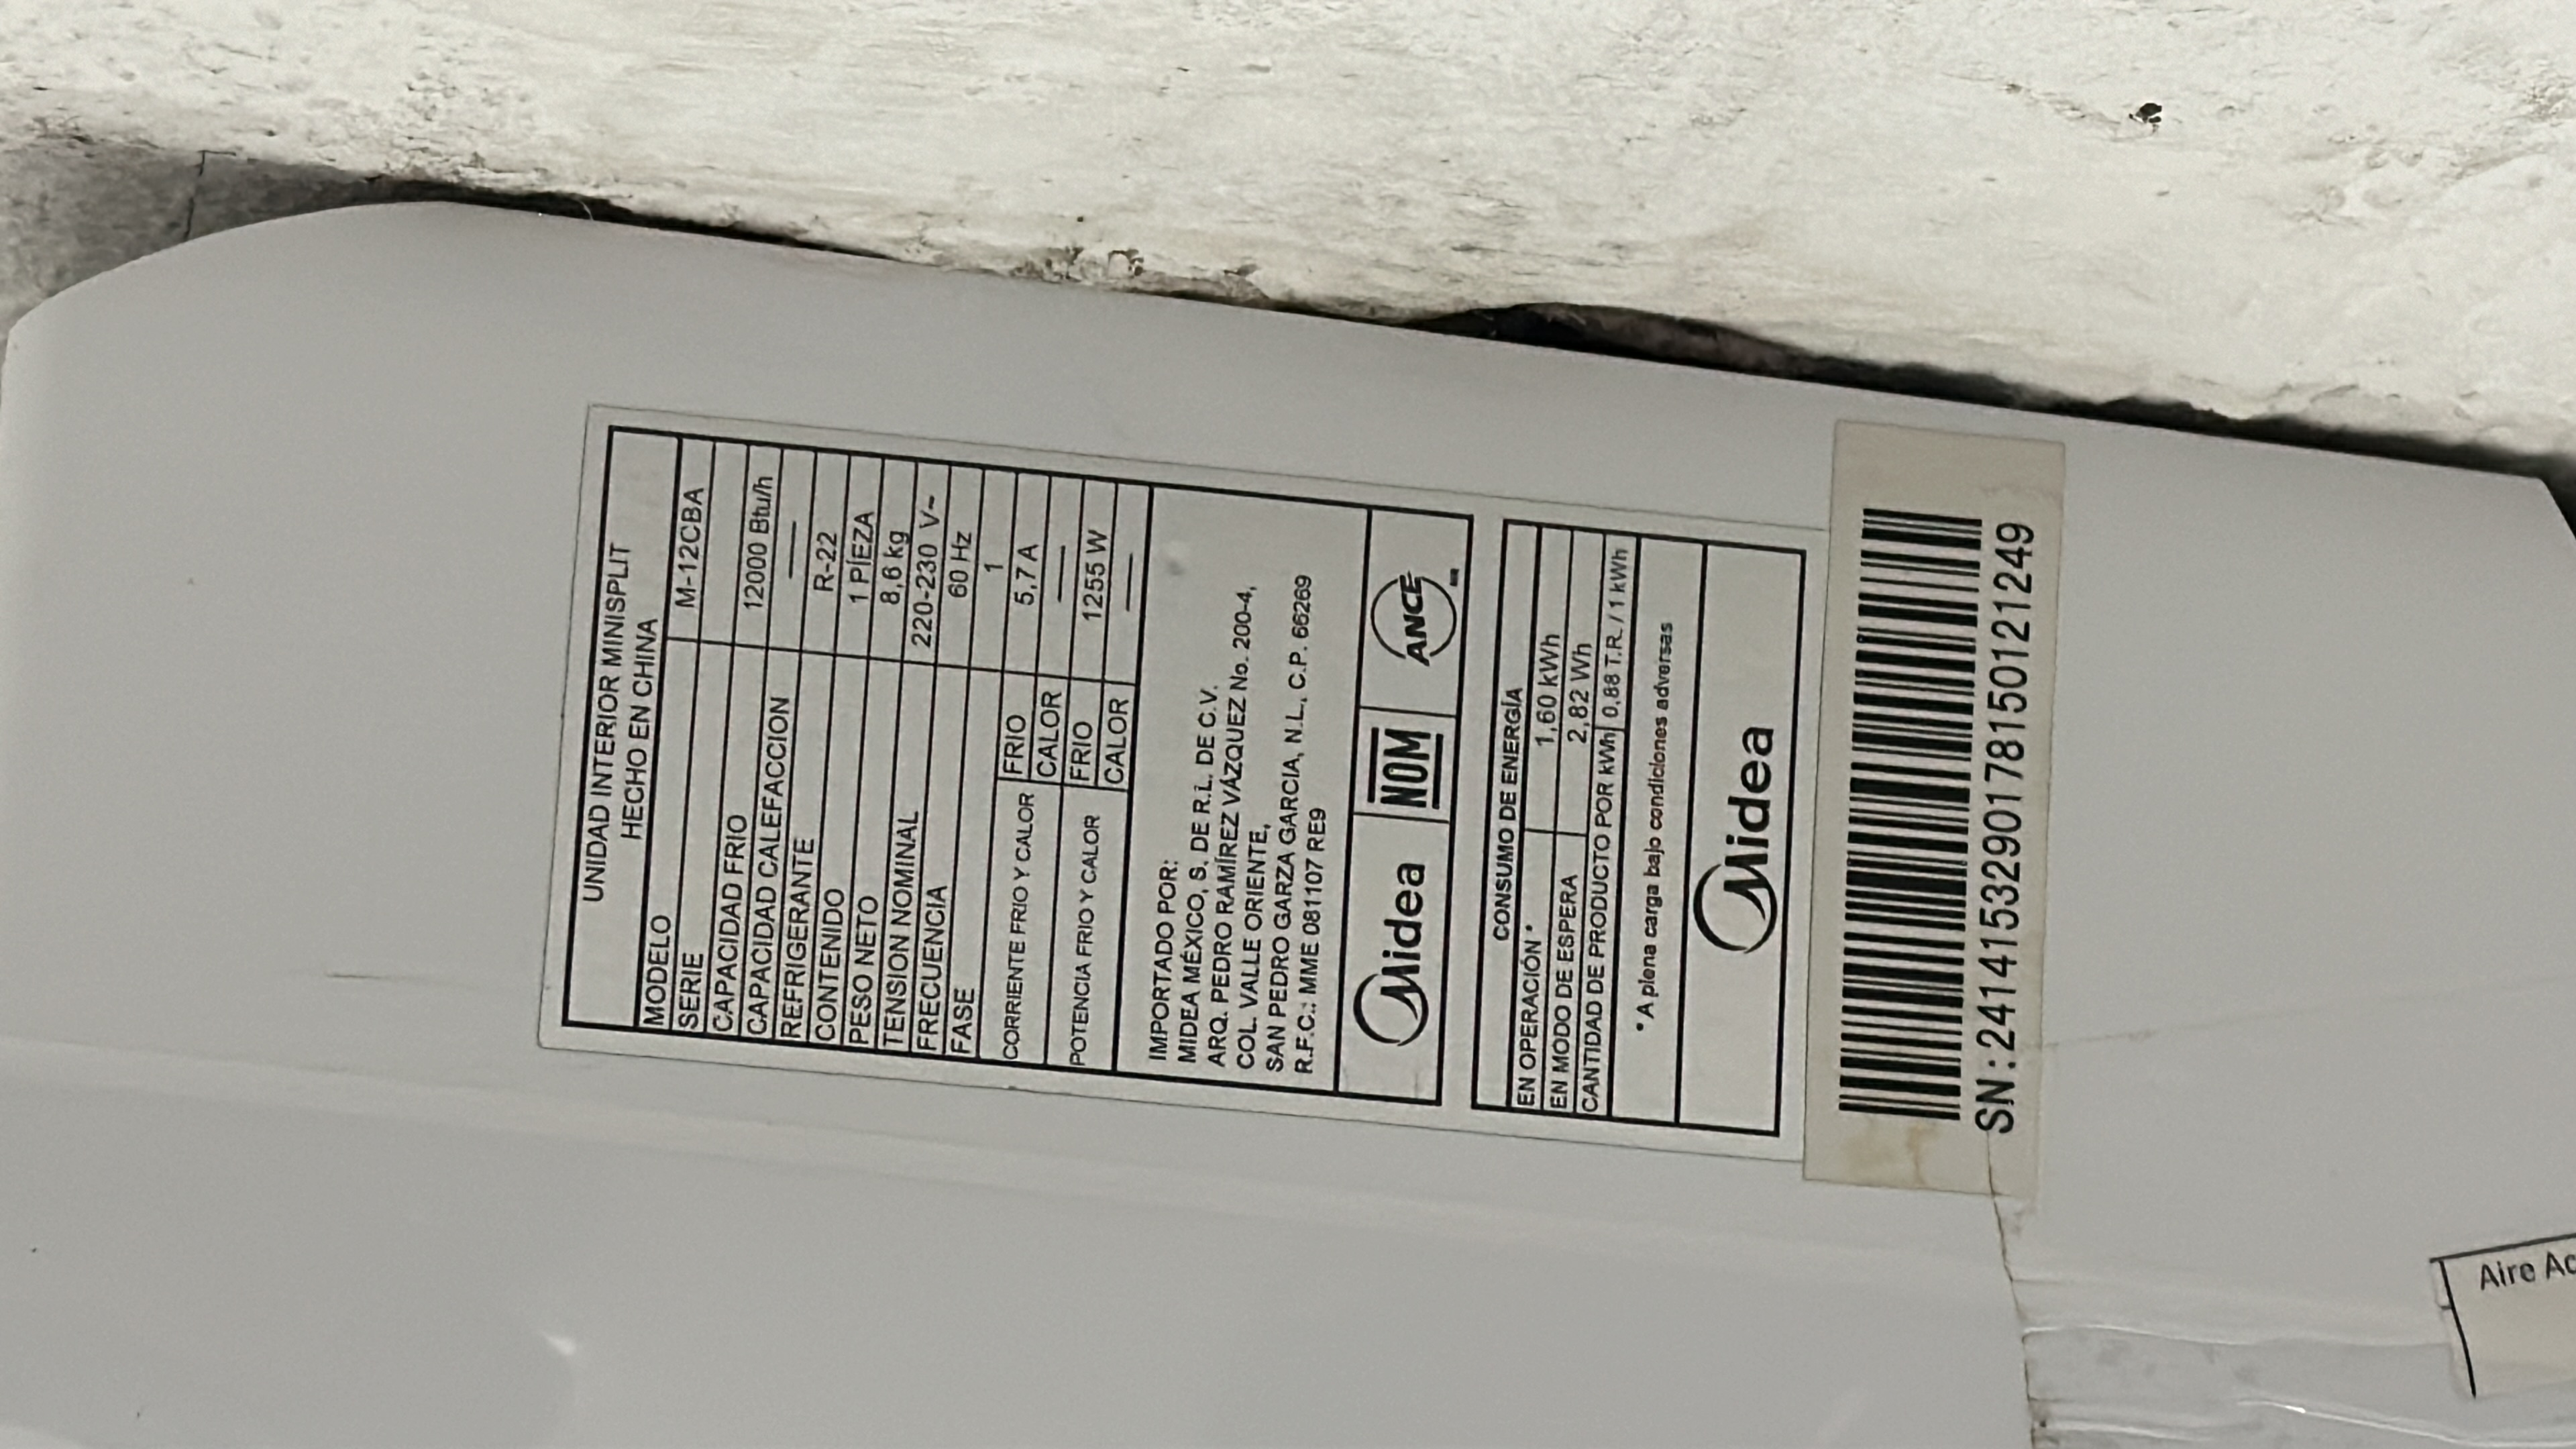 UNIDAD INTERIOR MINISPLIT
HECHO EN CHINA
MODELO M-12CBA
SERIE
CAPACIDAD FRIO 12000 Btu/h
CAPACIDAD CALEFACCION —
REFRIGERANTE R-22
CONTENIDO 1 PÍEZA
PESO NETO 8,6 kg
TENSION NOMINAL 220-230 V~
FRECUENCIA 60 Hz
FASE 1
CORRIENTE FRIO Y CALOR FRIO 5,7 A
CALOR —
POTENCIA FRIO Y CALOR FRIO 1255 W
CALOR —
IMPORTADO POR:
MIDEA MÉXICO, S. DE R.L. DE C.V.
ARQ. PEDRO RAMÍREZ VÁZQUEZ No. 200-4,
COL. VALLE ORIENTE,
SAN PEDRO GARZA GARCIA, N.L., C.P. 66269
R.F.C.: MME 081107 RE9
Midea NOM ANCE
CONSUMO DE ENERGÍA
EN OPERACIÓN * 1,60 kWh
EN MODO DE ESPERA 2,82 Wh
CANTIDAD DE PRODUCTO POR kWh 0,88 T.R. / 1 kWh
* A plena carga bajo condiciones adversas
Midea
SN:2414153290178150121249
Aire Ac